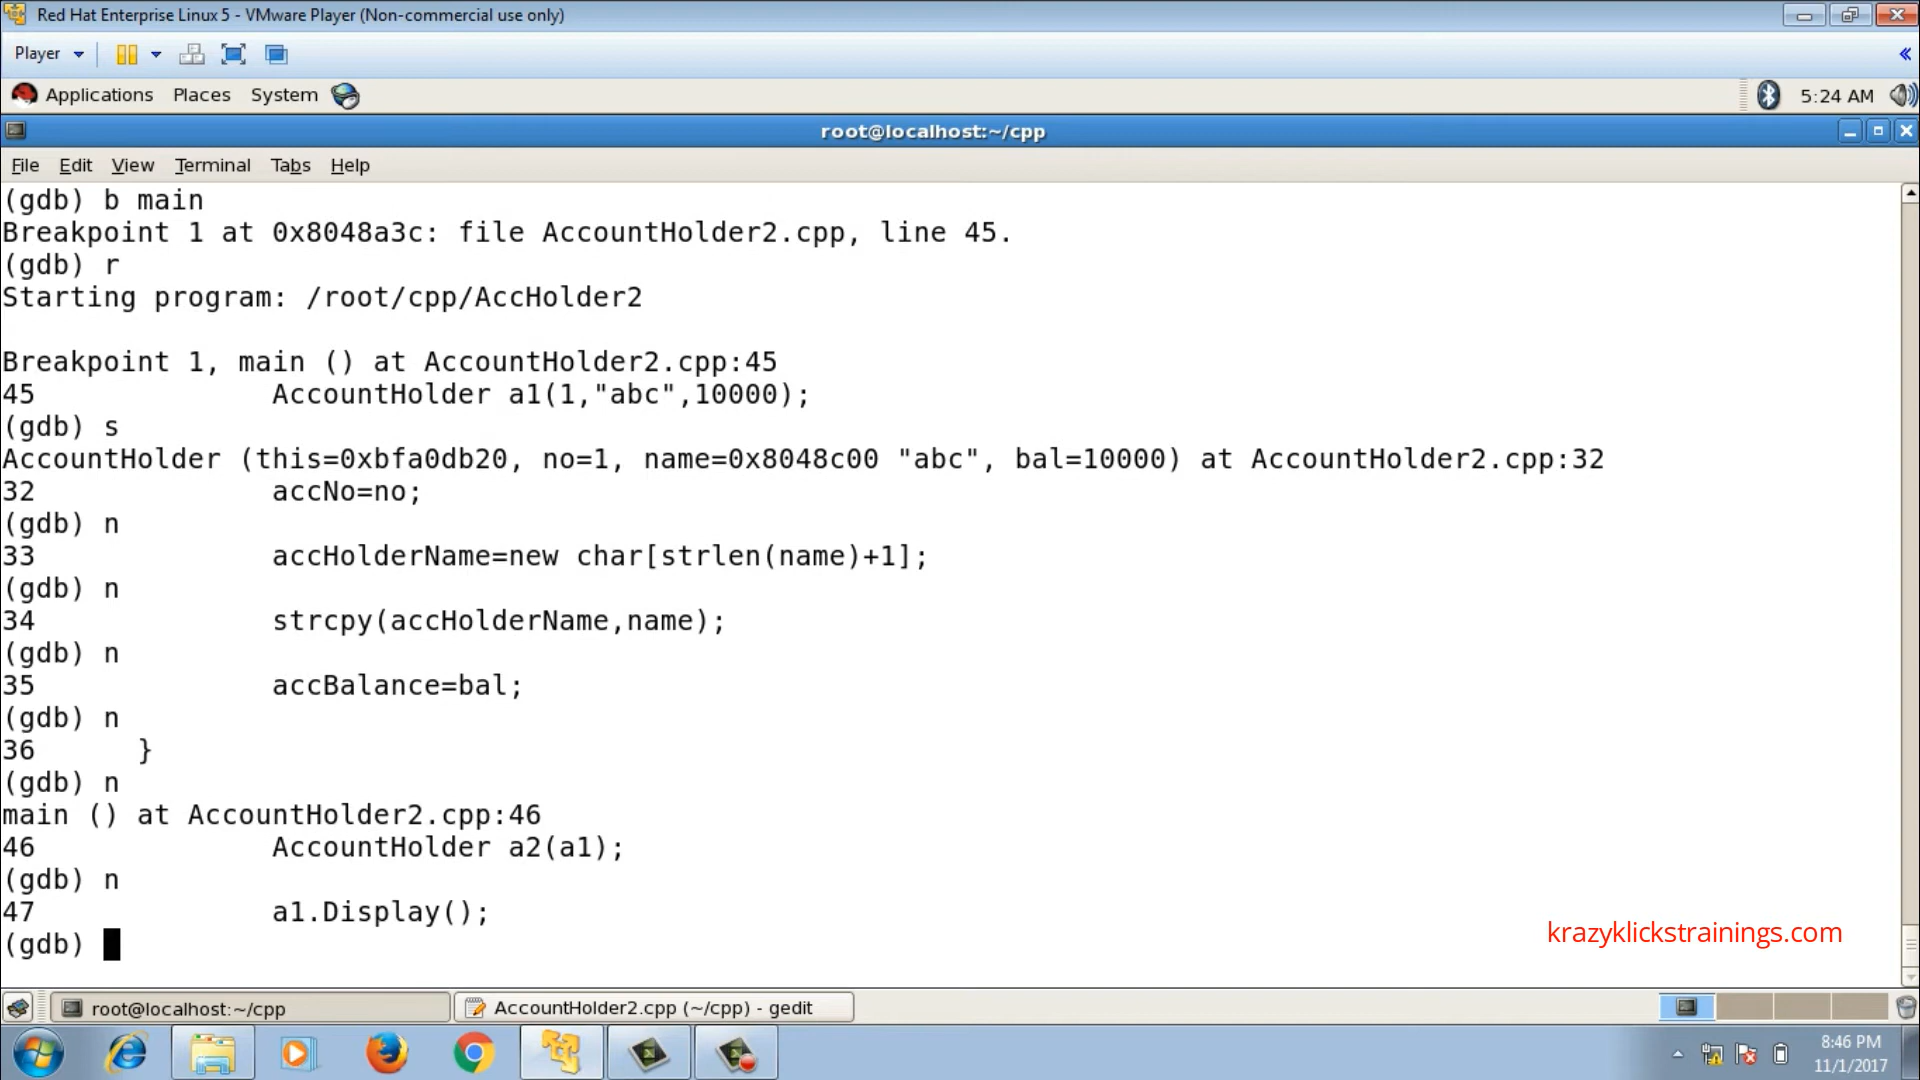 Red Hat Enterprise Linux 5 - VMware Player (Non-commercial use only)
Player
Applications Places System 5:24 AM
root@localhost:~/cpp
File Edit View Terminal Tabs Help
(gdb) b main
Breakpoint 1 at 0x8048a3c: file AccountHolder2.cpp, line 45.
(gdb) r
Starting program: /root/cpp/AccHolder2
Breakpoint 1, main () at AccountHolder2.cpp:45
45 AccountHolder a1(1,"abc",10000);
(gdb) s
AccountHolder (this=0xbfa0db20, no=1, name=0x8048c00 "abc", bal=10000) at AccountHolder2.cpp:32
32 accNo=no;
(gdb) n
33 accHolderName=new char[strlen(name)+1];
(gdb) n
34 strcpy(accHolderName,name);
(gdb) n
35 accBalance=bal;
(gdb) n
36 }
(gdb) n
main () at AccountHolder2.cpp:46
46 AccountHolder a2(a1);
(gdb) n
47 a1.Display();
(gdb)
krazyklickstrainings.com
root@localhost:~/cpp AccountHolder2.cpp (~/cpp) - gedit
8:46 PM
11/1/2017